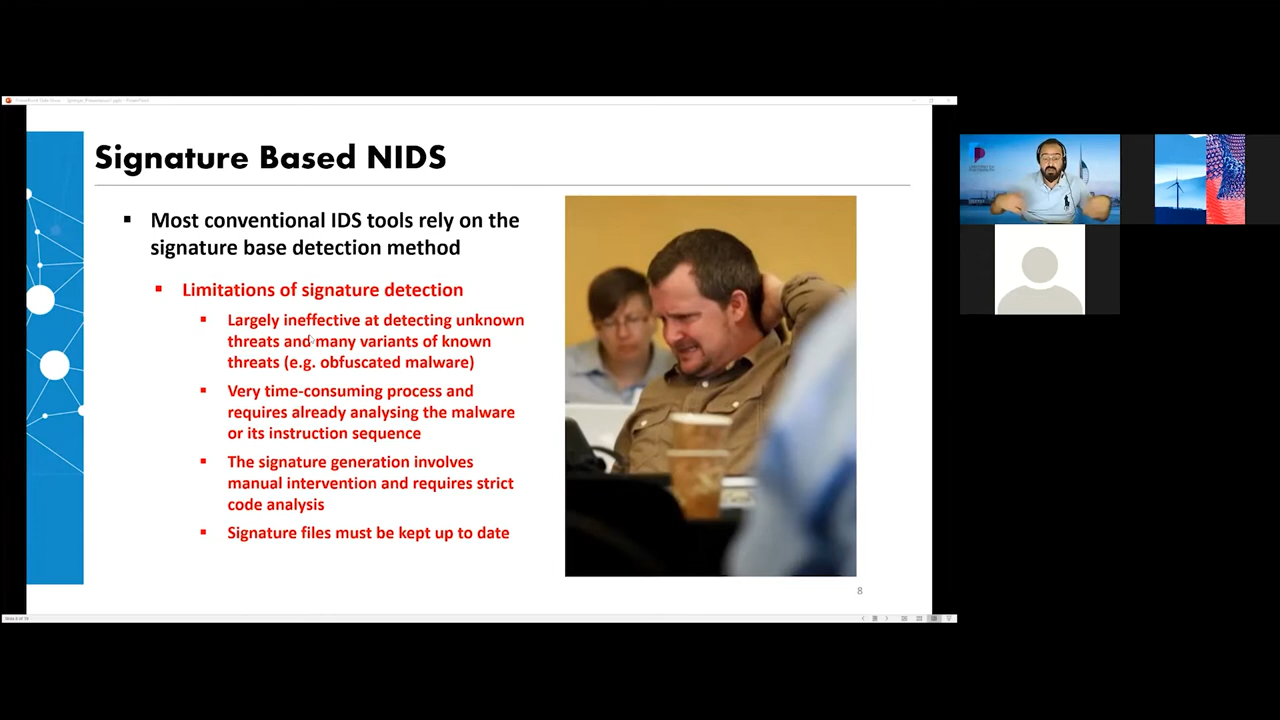 Signature Based NIDS
Most conventional IDS tools rely on the
signature base detection method
Limitations of signature detection
Largely ineffective at detecting unknown
threats and many variants of known
threats (e.g. obfuscated malware)
Very time-consuming process and
requires already analysing the malware
or its instruction sequence
The signature generation involves
manual intervention and requires strict
code analysis
Signature files must be kept up to date
8